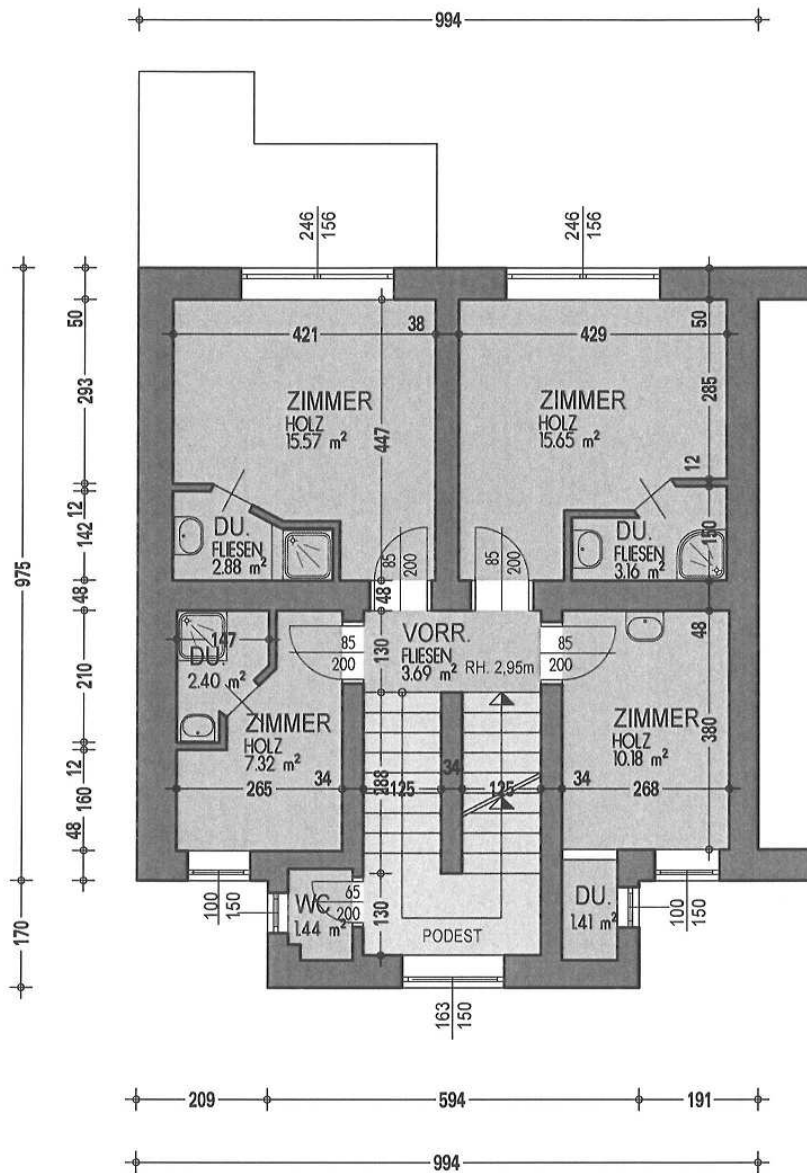 994
246
156
246
156
50
421
38
429
50
293
ZIMMER
HOLZ
15.57 m²
447
ZIMMER
HOLZ
15.65 m²
285
12
12
142
DU.
FLIESEN
2.88 m²
85
200
85
200
DU.
FLIESEN
3.16 m²
150
975
48
48
48
147
DU.
2.40 m²
85
200
130
VORR.
FLIESEN
3.69 m²
RH. 2,95m
85
200
210
ZIMMER
HOLZ
7.32 m²
ZIMMER
HOLZ
10.18 m²
380
12
160
265
34
288
125
34
125
34
268
48
100
150
WC
1.44 m²
65
200
130
PODEST
DU.
1.41 m²
100
150
170
163
150
209
594
191
994